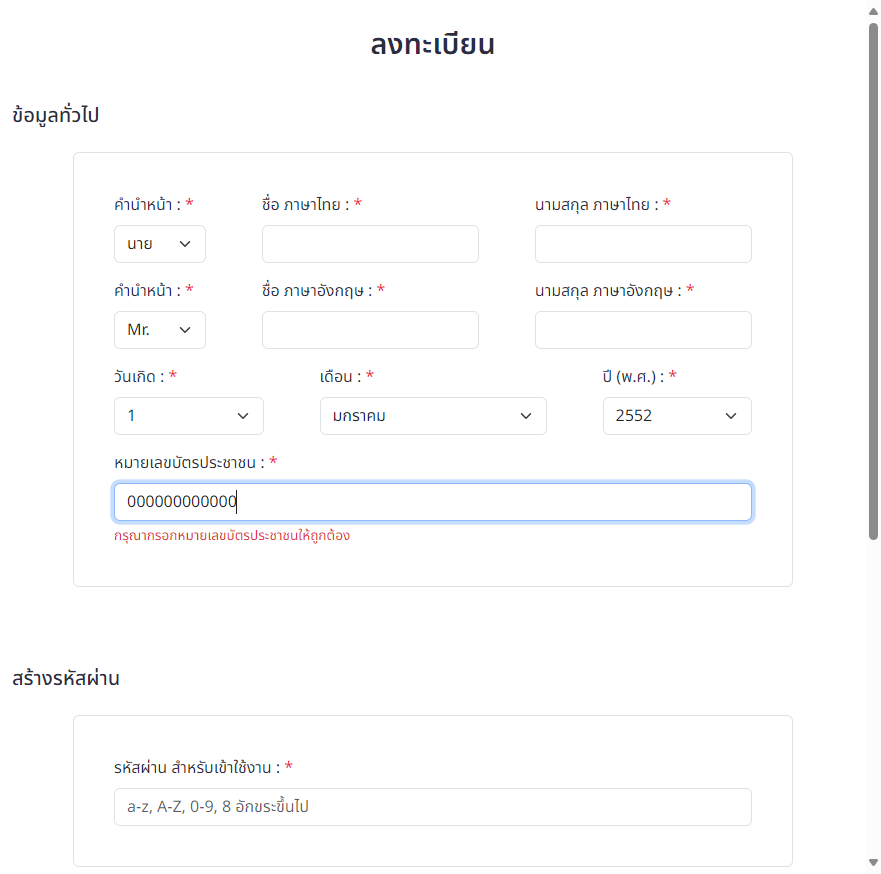 ลงทะเบียน
ข้อมูลทั่วไป
คำนำหน้า : * ชื่อ ภาษาไทย : * นามสกุล ภาษาไทย : *
นาย
คำนำหน้า : * ชื่อ ภาษาอังกฤษ : * นามสกุล ภาษาอังกฤษ : *
Mr.
วันเกิด : * เดือน : * ปี (พ.ศ.) : *
1 มกราคม 2552
หมายเลขบัตรประชาชน : *
000000000000
กรุณากรอกหมายเลขบัตรประชาชนให้ถูกต้อง
สร้างรหัสผ่าน
รหัสผ่าน สำหรับเข้าใช้งาน : *
a-z, A-Z, 0-9, 8 อักขระขึ้นไป